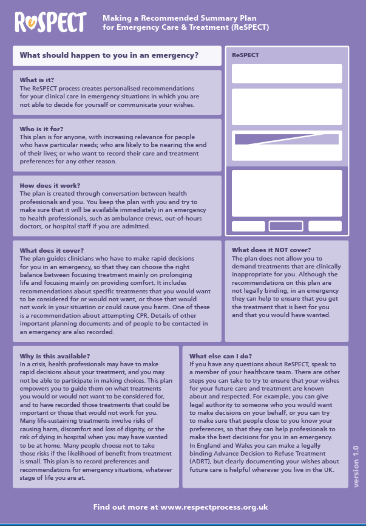 ReSPECT
Making a Recommended Summary Plan
for Emergency Care & Treatment (ReSPECT)
What should happen to you in an emergency?
What is it?
The ReSPECT process creates personalised recommendations
for your clinical care in emergency situations in which you are
not able to decide for yourself or communicate your wishes.
Who is it for?
This plan is for anyone, with increasing relevance for people
who have particular needs; who are likely to be nearing the end
of their lives; or who want to record their care and treatment
preferences for any other reason.
How does it work?
The plan is created through conversation between health
professionals and you. You keep the plan with you and try to
make sure that it will be available immediately in an emergency
to health professionals, such as ambulance crews, out-of-hours
doctors, or hospital staff if you are admitted.
ReSPECT
What does it cover?
The plan guides clinicians who have to make rapid decisions
for you in an emergency, so that they can choose the right
balance between focusing treatment mainly on prolonging
life and focusing mainly on providing comfort. It includes
recommendations about specific treatments that you would want
to be considered for or would not want, or those that would
not work in your situation or could cause you harm. One of these
is a recommendation about attempting CPR. Details of other
important planning documents and of people to be contacted in
an emergency are also recorded.
What does it NOT cover?
The plan does not allow you to
demand treatments that are clinically
inappropriate for you. Although the
recommendations on this plan are
not legally binding, in an emergency
they can help to ensure that you get
the treatment that is best for you
and that you would have wanted.
Why is this available?
In a crisis, health professionals may have to make
rapid decisions about your treatment, and you may
not be able to participate in making choices. This plan
empowers you to guide them on what treatments
you would or would not want to be considered for,
and to have recorded those treatments that could be
important or those that would not work for you.
Many life-sustaining treatments involve risks of
causing harm, discomfort and loss of dignity, or the
risk of dying in hospital when you may have wanted
to be at home. Many people choose not to take
those risks if the likelihood of benefit from treatment
is small. This plan is to record preferences and
recommendations for emergency situations, whatever
stage of life you are at.
What else can I do?
If you have any questions about ReSPECT, speak to
a member of your healthcare team. There are other
steps you can take to try to ensure that your wishes
for your future care and treatment are known
about and respected. For example, you can give
legal authority to someone who you would want
to make decisions on your behalf, or you can try
to make sure that people close to you know your
preferences, so that they can help professionals to
make the best decisions for you in an emergency.
In England and Wales you can make a legally
binding Advance Decision to Refuse Treatment
(ADRT), but clearly documenting your wishes about
future care is helpful wherever you live in the UK.
version 1.0
Find out more at www.respectprocess.org.uk